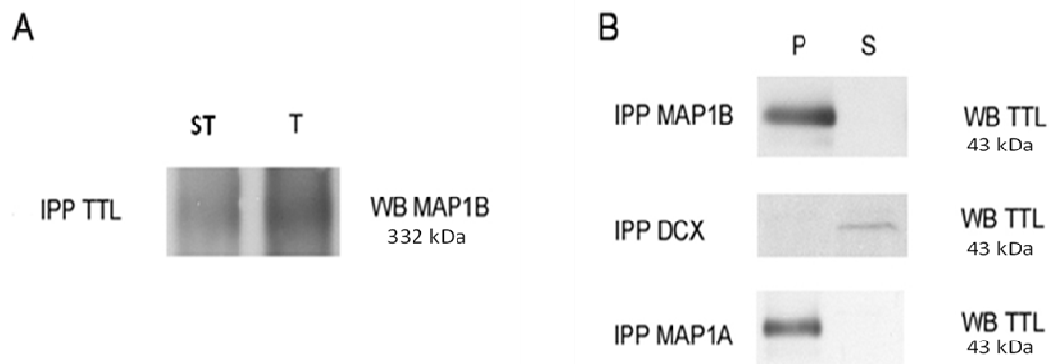 A
ST T
IPP TTL
WB MAP1B
332 kDa
B
P S
IPP MAP1B
WB TTL
43 kDa
IPP DCX
WB TTL
43 kDa
IPP MAP1A
WB TTL
43 kDa